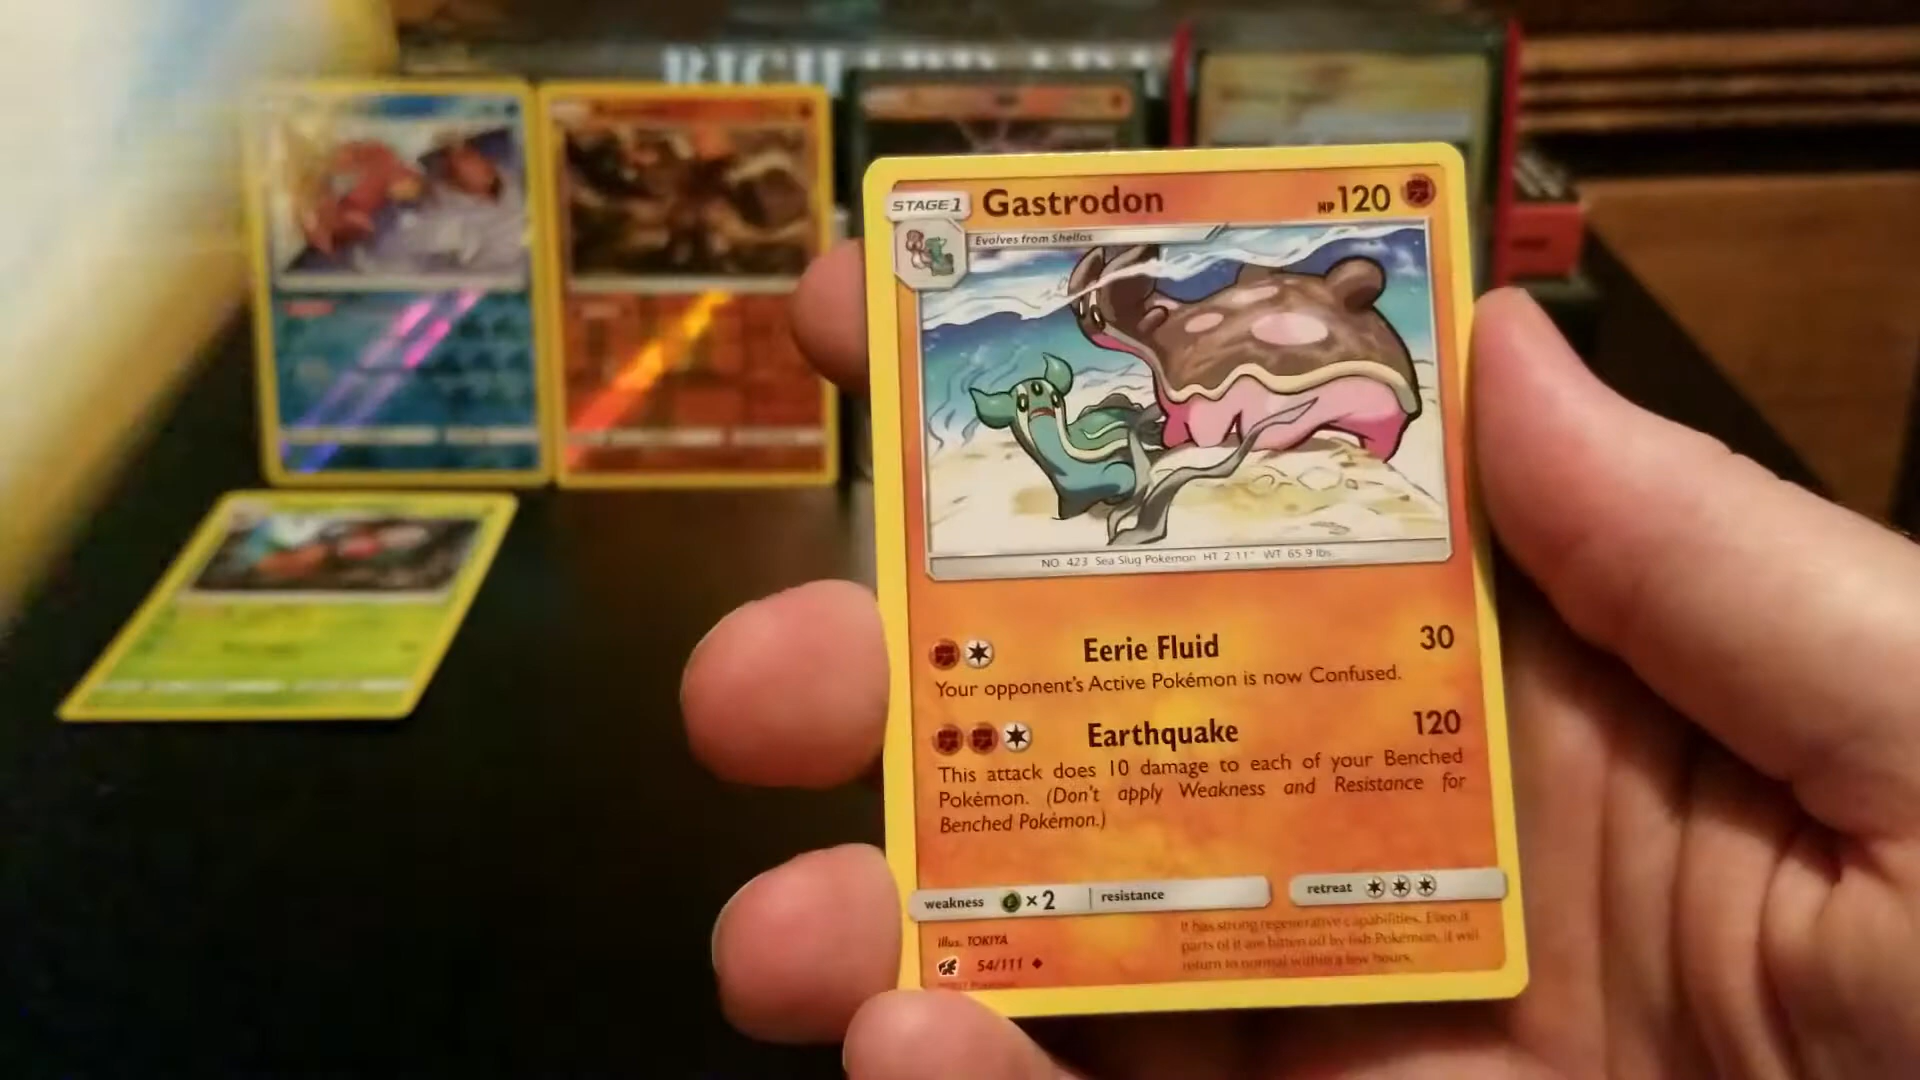 STAGE1 Gastrodon HP 120
Evolves from Shellos
NO. 423 Sea Slug Pokémon HT 2'11" WT 65.9 lbs.
Eerie Fluid 30
Your opponent's Active Pokémon is now Confused.
Earthquake 120
This attack does 10 damage to each of your Benched
Pokémon. (Don't apply Weakness and Resistance for
Benched Pokémon.)
weakness ×2 resistance retreat
It has strong regenerative capabilities. Even if
parts of it are bitten off by fish Pokémon, it will
return to normal within a few hours.
illus. TOKIYA
54/111